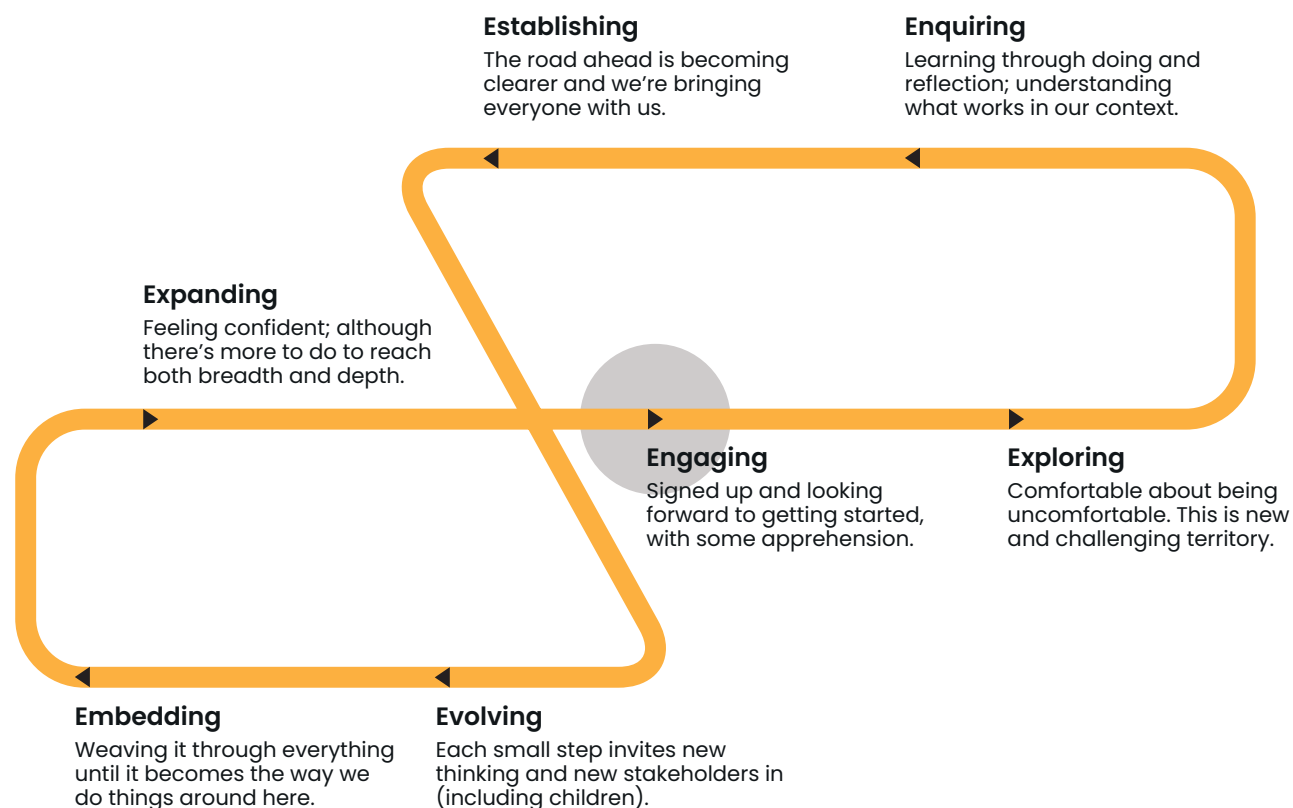 Establishing
The road ahead is becoming
clearer and we’re bringing
everyone with us.
Enquiring
Learning through doing and
reflection; understanding
what works in our context.
Expanding
Feeling confident; although
there’s more to do to reach
both breadth and depth.
Engaging
Signed up and looking
forward to getting started,
with some apprehension.
Exploring
Comfortable about being
uncomfortable. This is new
and challenging territory.
Embedding
Weaving it through everything
until it becomes the way we
do things around here.
Evolving
Each small step invites new
thinking and new stakeholders in
(including children).